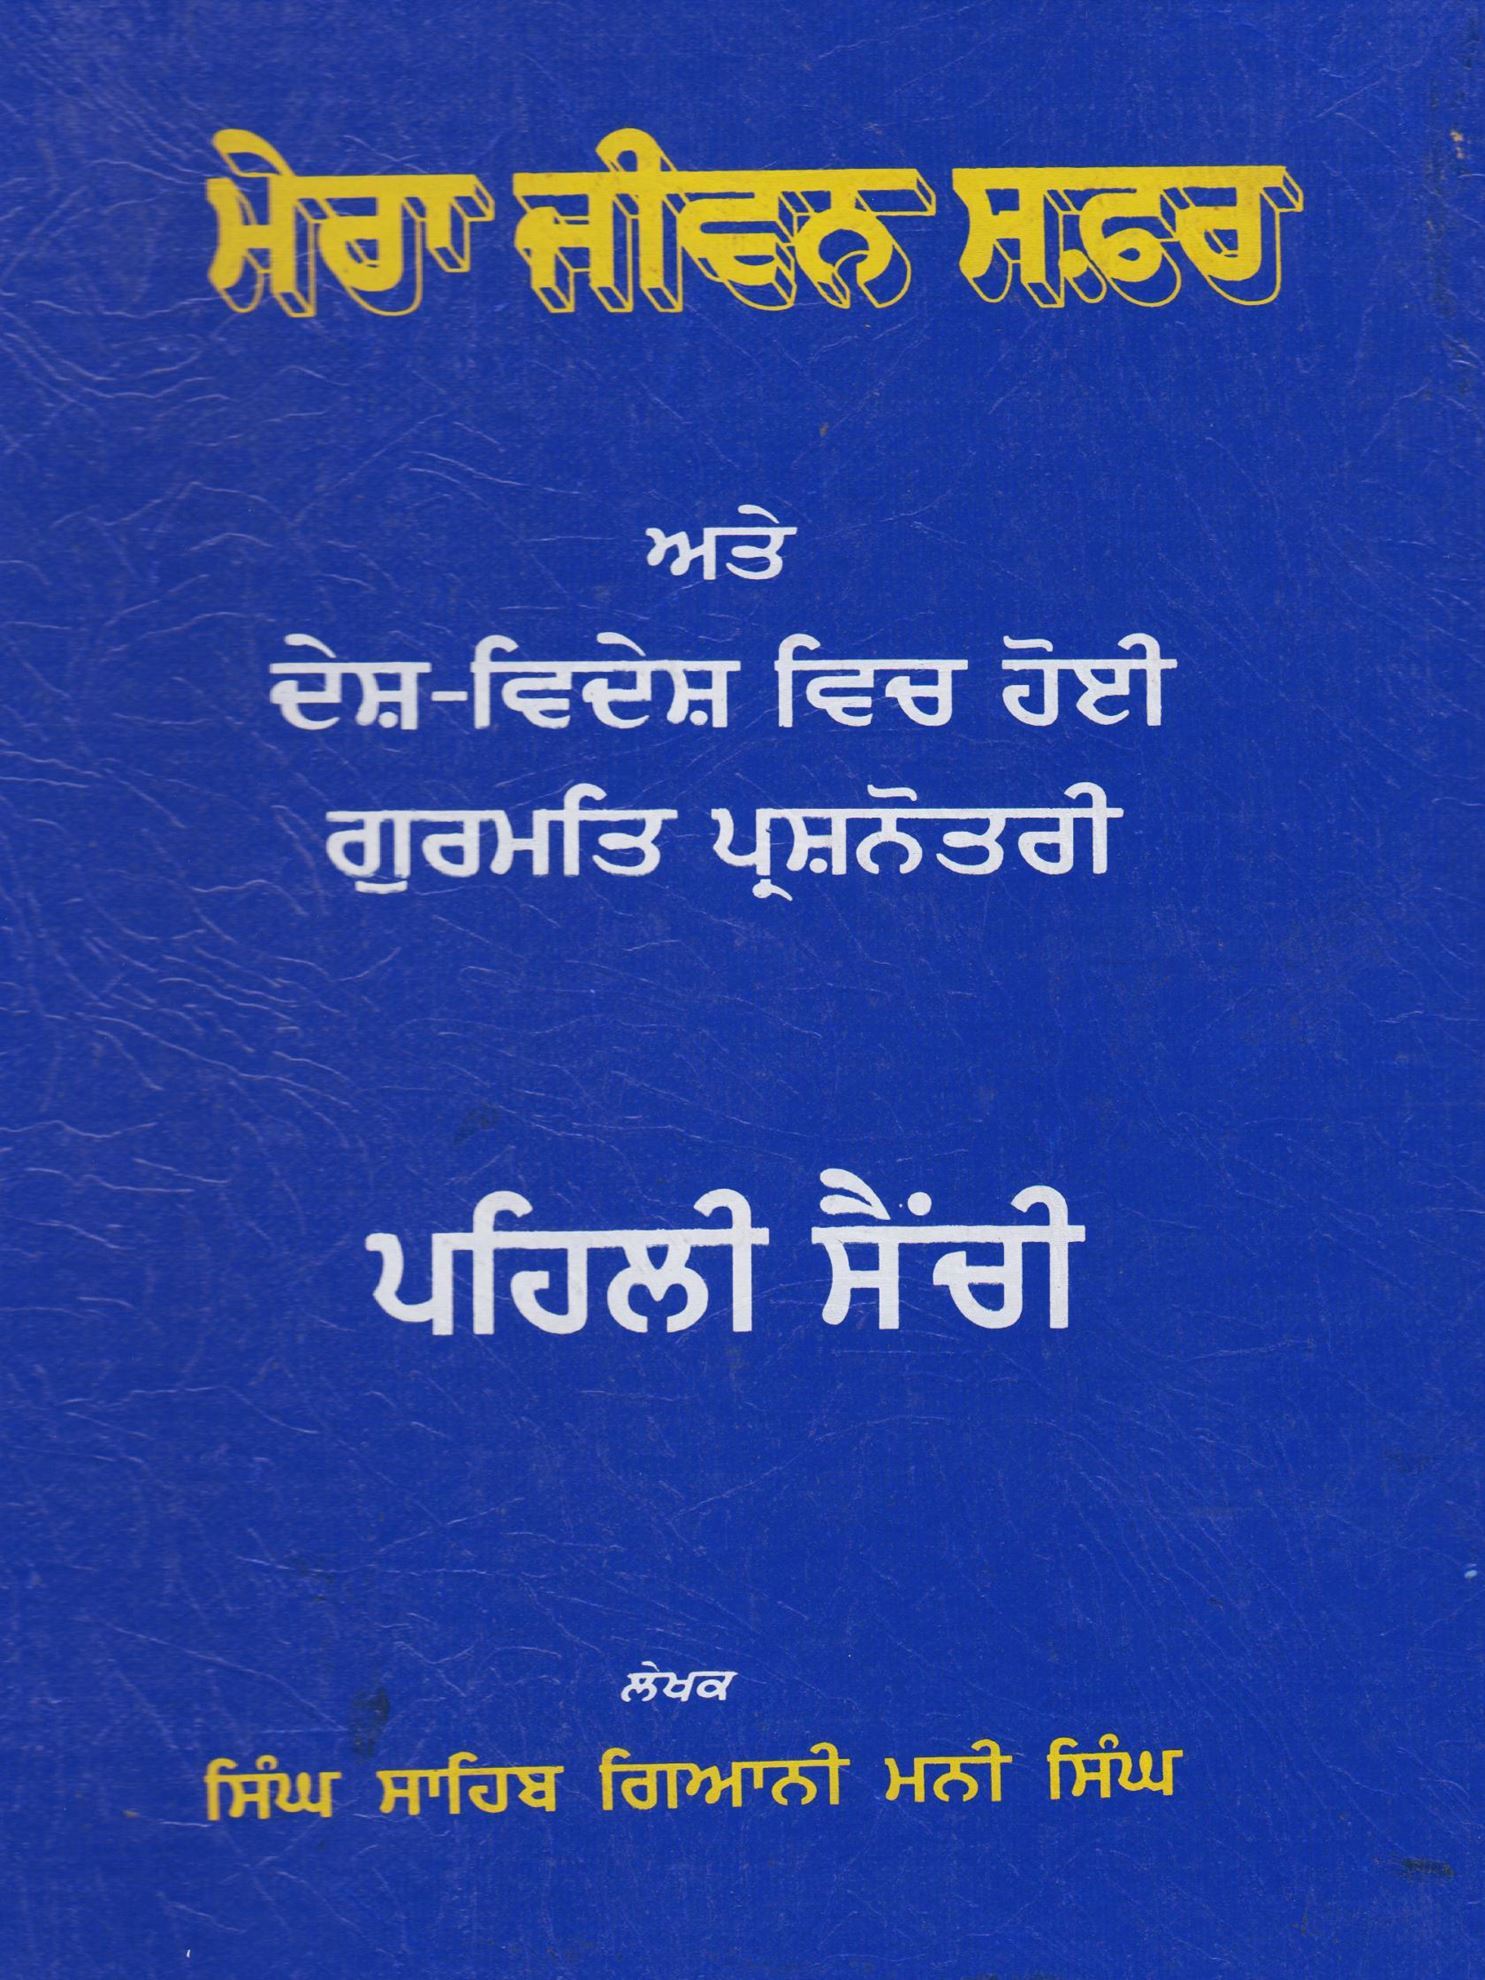 ਮੇਰਾ ਜੀਵਨ ਸਫ਼ਰ
ਅਤੇ
ਦੇਸ਼-ਵਿਦੇਸ਼ ਵਿਚ ਹੋਈ
ਗੁਰਮਤਿ ਪ੍ਰਸ਼ਨੋਤਰੀ
ਪਹਿਲੀ ਸੈਂਚੀ
ਲੇਖਕ
ਸਿੰਘ ਸਾਹਿਬ ਗਿਆਨੀ ਮਨੀ ਸਿੰਘ